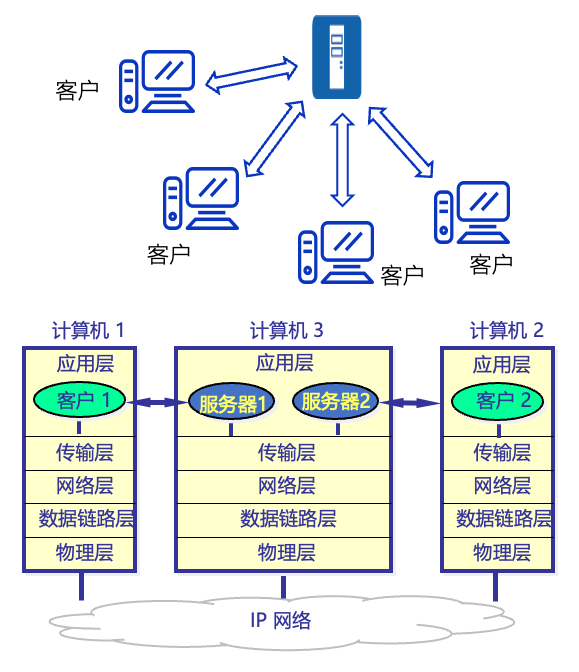 客户
客户
客户
客户
计算机 1
计算机 3
计算机 2
应用层
应用层
应用层
客户 1
服务器1
服务器2
客户 2
传输层
传输层
传输层
网络层
网络层
网络层
数据链路层
数据链路层
数据链路层
物理层
物理层
物理层
IP 网络